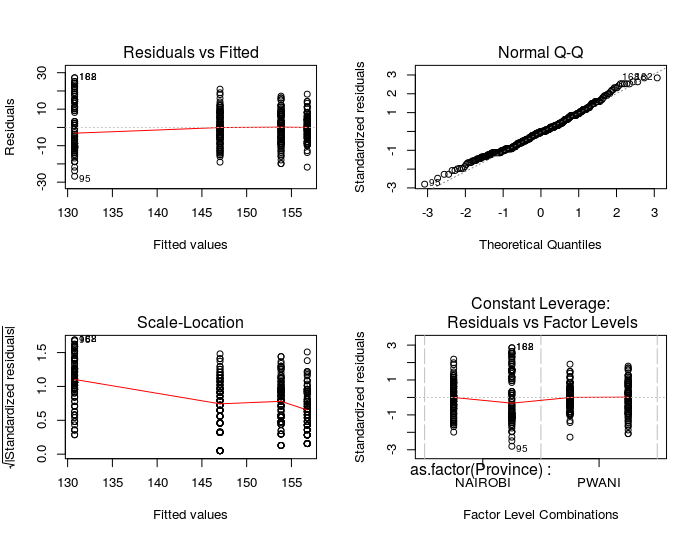 Residuals vs Fitted
Residuals
30
10
-10
-30
95
130
135
140
145
150
155
Fitted values
Normal Q-Q
Standardized residuals
3
2
1
-1
-3
95
-3
-2
-1
0
1
2
3
Theoretical Quantiles
Scale-Location
√|Standardized residuals|
1.5
1.0
0.5
0.0
130
135
140
145
150
155
Fitted values
Constant Leverage:
Residuals vs Factor Levels
Standardized residuals
3
1
-1
-3
95
as.factor(Province) :
NAIROBI
PWANI
Factor Level Combinations